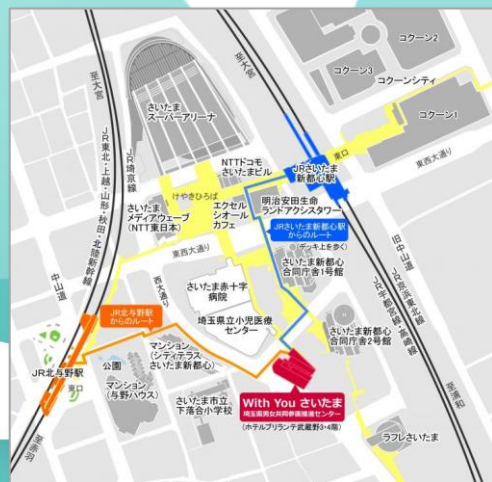 コクーン2
コクーン3
コクーンシティ
コクーン1
至大宮
至大宮
さいたま
スーパーアリーナ
JR埼京線
JR東北・上越・山形・秋田・北陸新幹線
NTTドコモ
さいたまビル
JRさいたま
新都心駅
東口
東西大通り
けやきひろば
エクセル
シオール
カフェ
明治安田生命
ランドアクシスタワー
さいたま
メディアウェーブ
(NTT東日本)
JRさいたま新都心駅
からのルート
(デッキ上を歩く)
旧中山道
JR京浜東北線
JR宇都宮線・高崎線
中山道
東西大通り
西大通り
さいたま赤十字
病院
さいたま新都心
合同庁舎1号館
JR北与野駅
からのルート
埼玉県立小児医療
センター
さいたま新都心
合同庁舎2号館
JR北与野駅
東口
公園
マンション
(シティテラス
さいたま新都心)
マンション
(与野ハウス)
さいたま市立
下落合小学校
With You さいたま
埼玉県男女共同参画推進センター
(ホテルブリランテ武蔵野3・4階)
ラフレさいたま
至浦和
至赤羽